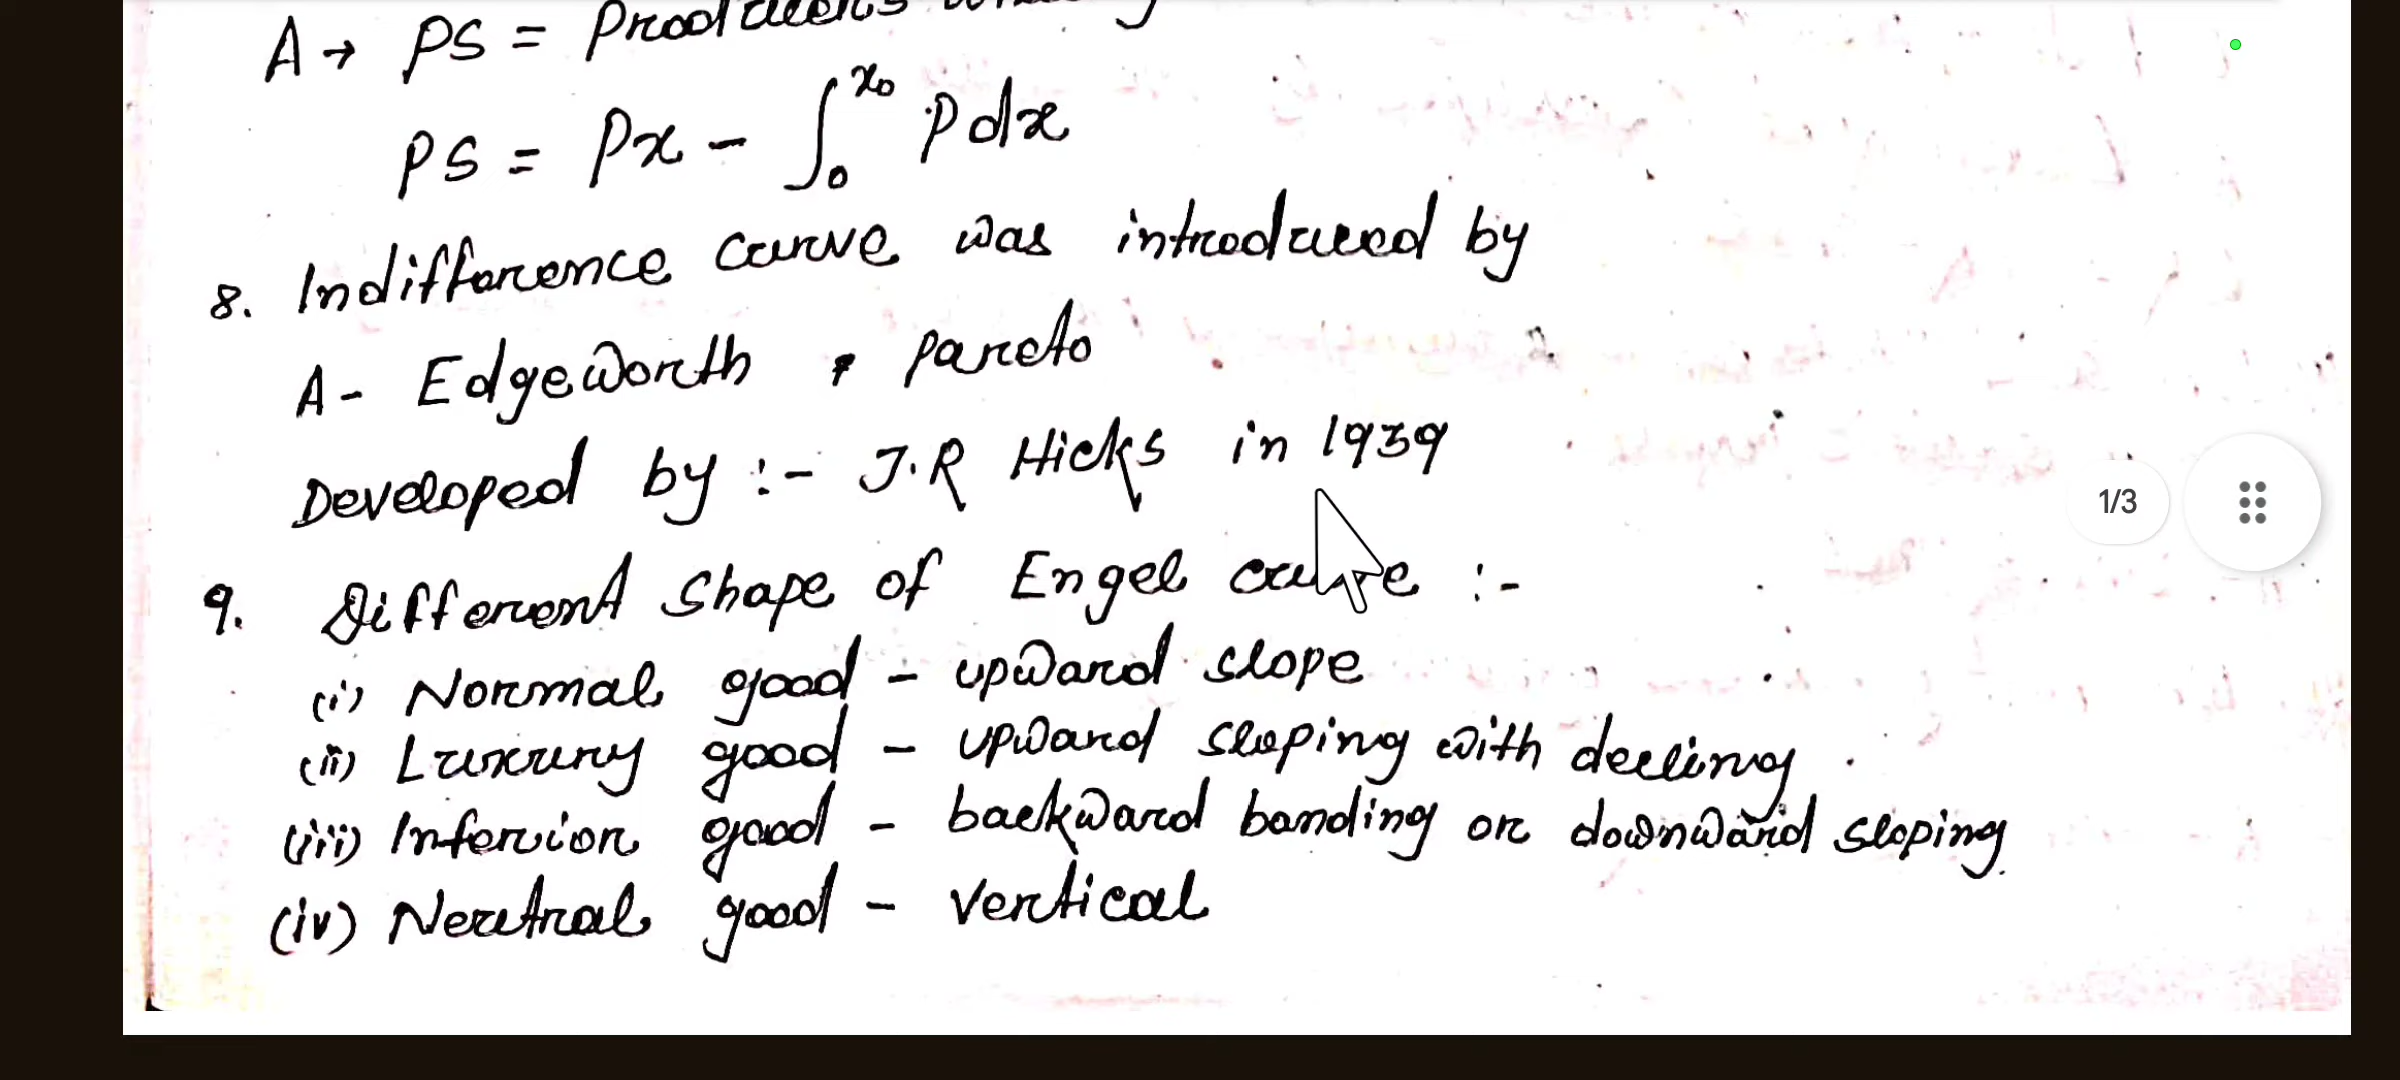 A → PS = Producer's
PS = Px - ∫₀^x₀ p dx
8. Indifference curve was introduced by
A - Edgeworth , pareto
Developed by :- J.R Hicks in 1939
9. Different shape of Engel curve :-
(i) Normal good - upward slope
(ii) Luxury good - upward sloping with declining
(iii) Inferior good - backward banding or downward sloping.
(iv) Neutral good - vertical
1/3